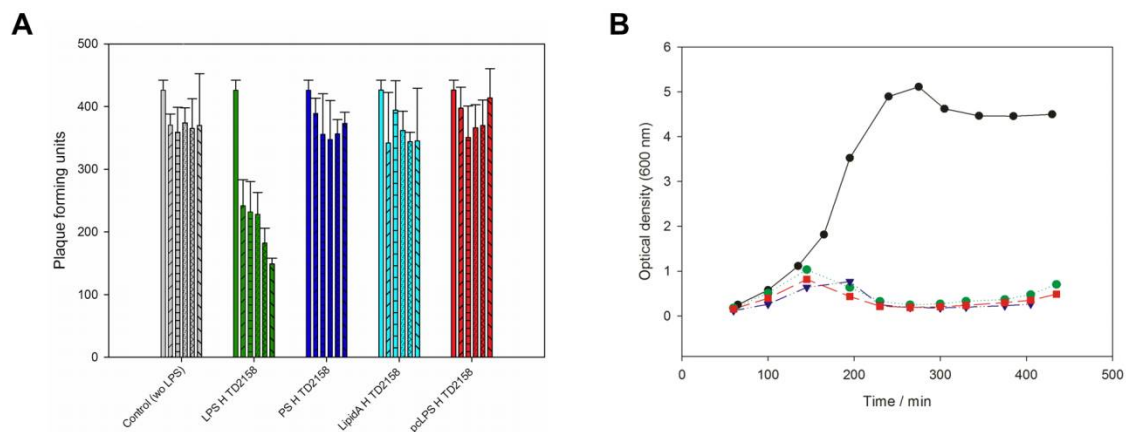 A
B
500
400
300
200
100
0
Plaque forming units
Control (wo LPS)
LPS H TD2158
PS H TD2158
LipidA H TD2158
pcLPS H TD2158
6
5
4
3
2
1
0
Optical density (600 nm)
0 100 200 300 400 500
Time / min